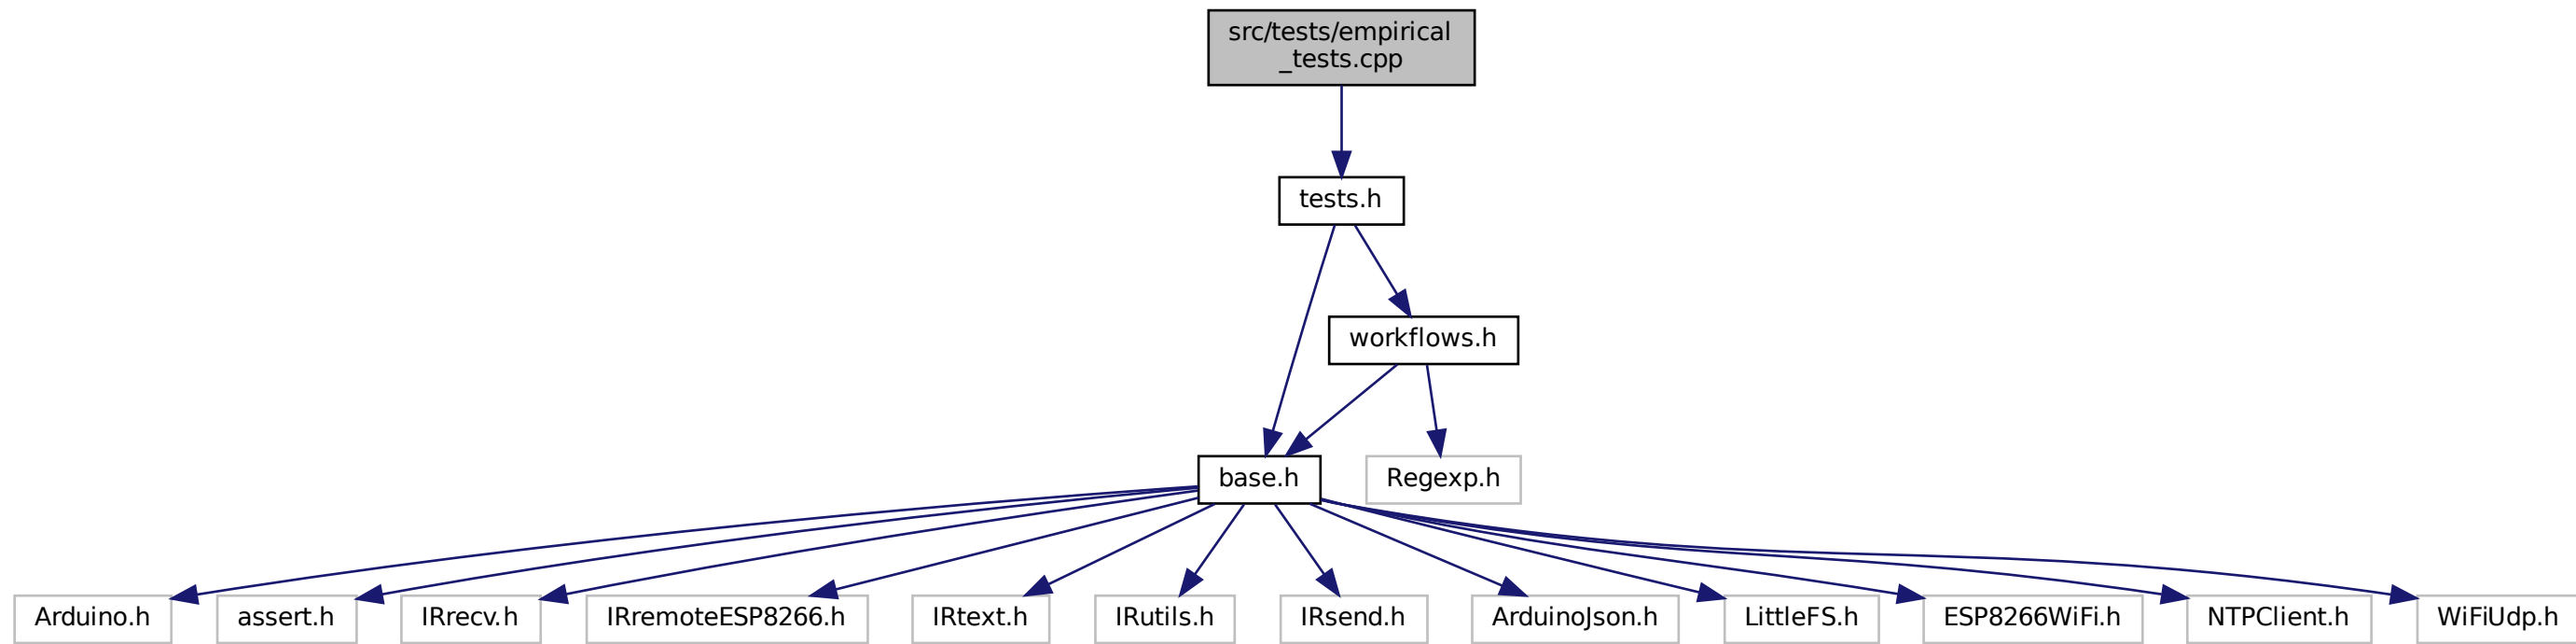 src/tests/empirical
_tests.cpp
tests.h
workflows.h
base.h
Regexp.h
Arduino.h
assert.h
IRrecv.h
IRremoteESP8266.h
IRtext.h
IRutils.h
IRsend.h
ArduinoJson.h
LittleFS.h
ESP8266WiFi.h
NTPClient.h
WiFiUdp.h